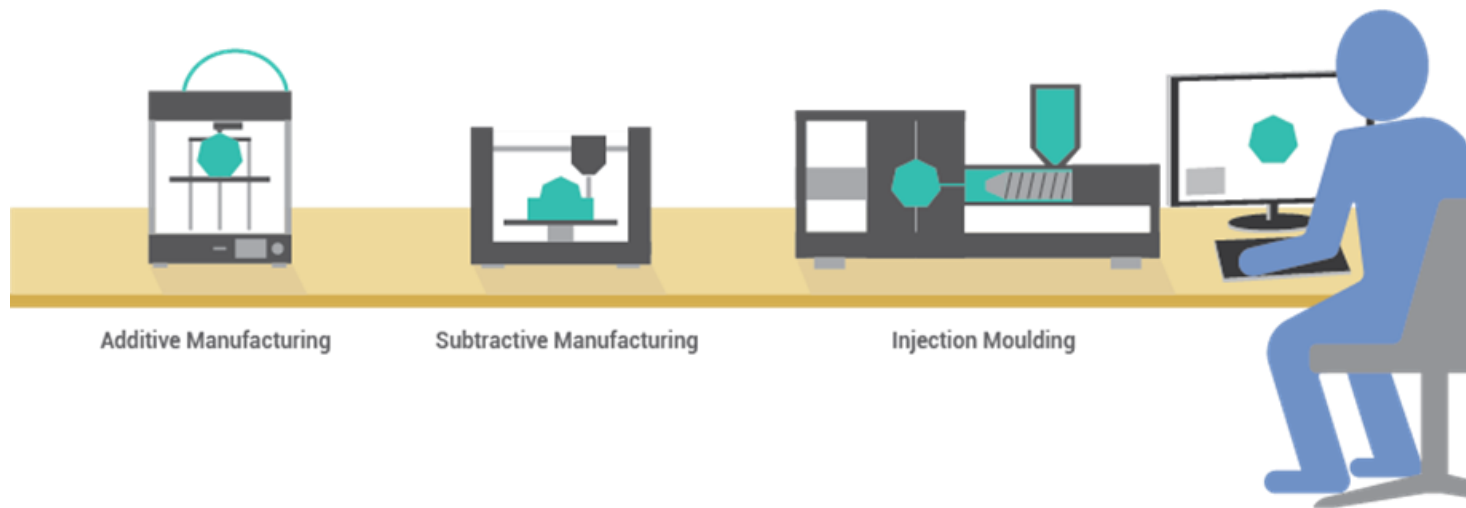 Additive Manufacturing
Subtractive Manufacturing
Injection Moulding